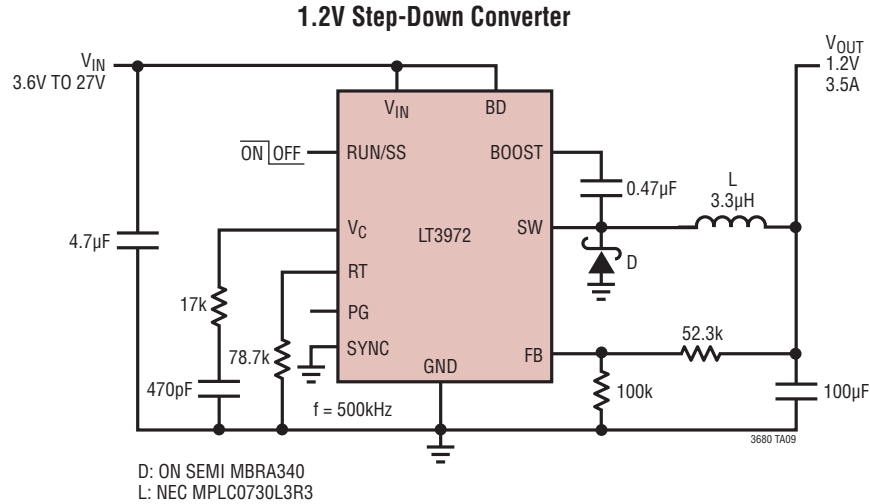 1.2V Step-Down Converter
VIN
3.6V TO 27V
VOUT
1.2V
3.5A
VIN
BD
ON OFF
RUN/SS
BOOST
0.47µF
L
3.3µH
4.7µF
VC
LT3972
SW
D
RT
17k
PG
78.7k
SYNC
FB
52.3k
GND
470pF
f = 500kHz
100k
100µF
3680 TA09
D: ON SEMI MBRA340
L: NEC MPLC0730L3R3